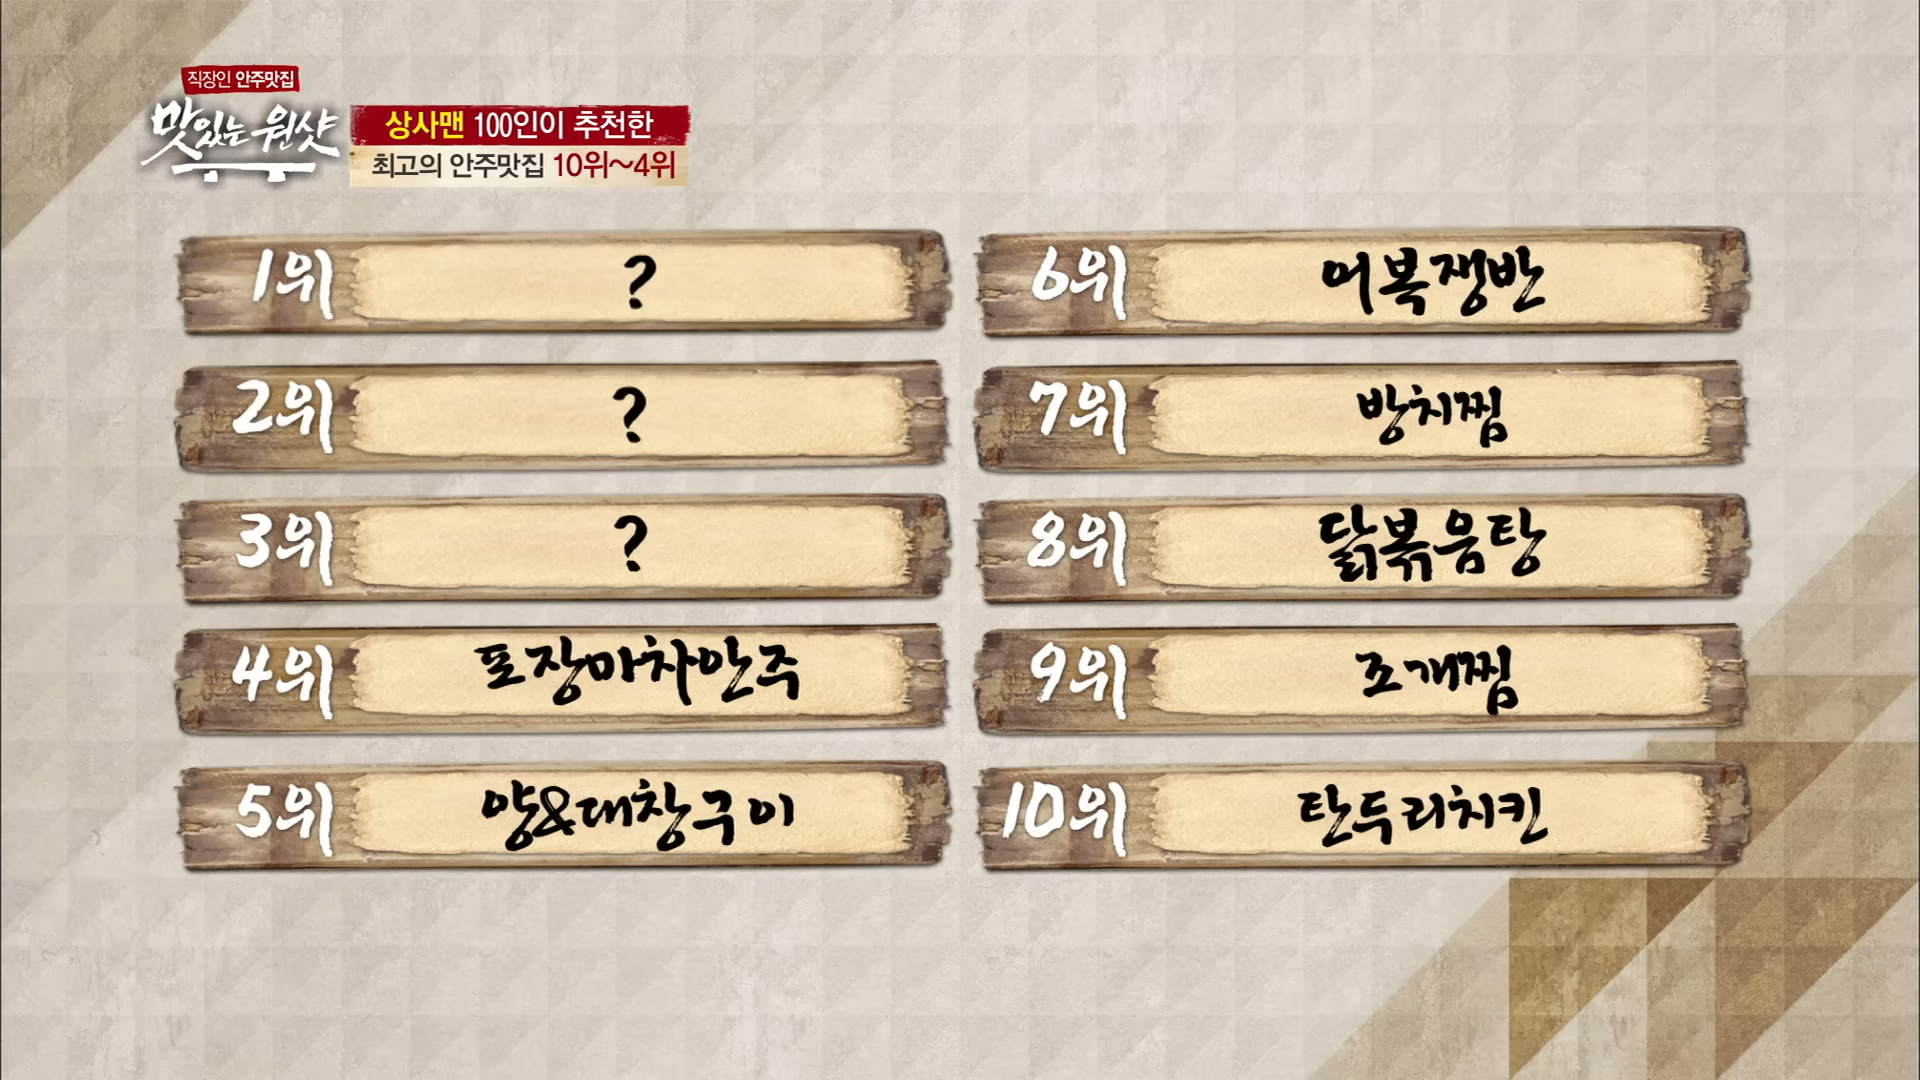 직장인 안주맛집
맛있는 원샷
상사맨 100인이 추천한
최고의 안주맛집 10위~4위
1위 ?
2위 ?
3위 ?
4위 포장마차안주
5위 양&대창구이
6위 어복쟁반
7위 방치찜
8위 닭볶음탕
9위 조개찜
10위 탄두리치킨